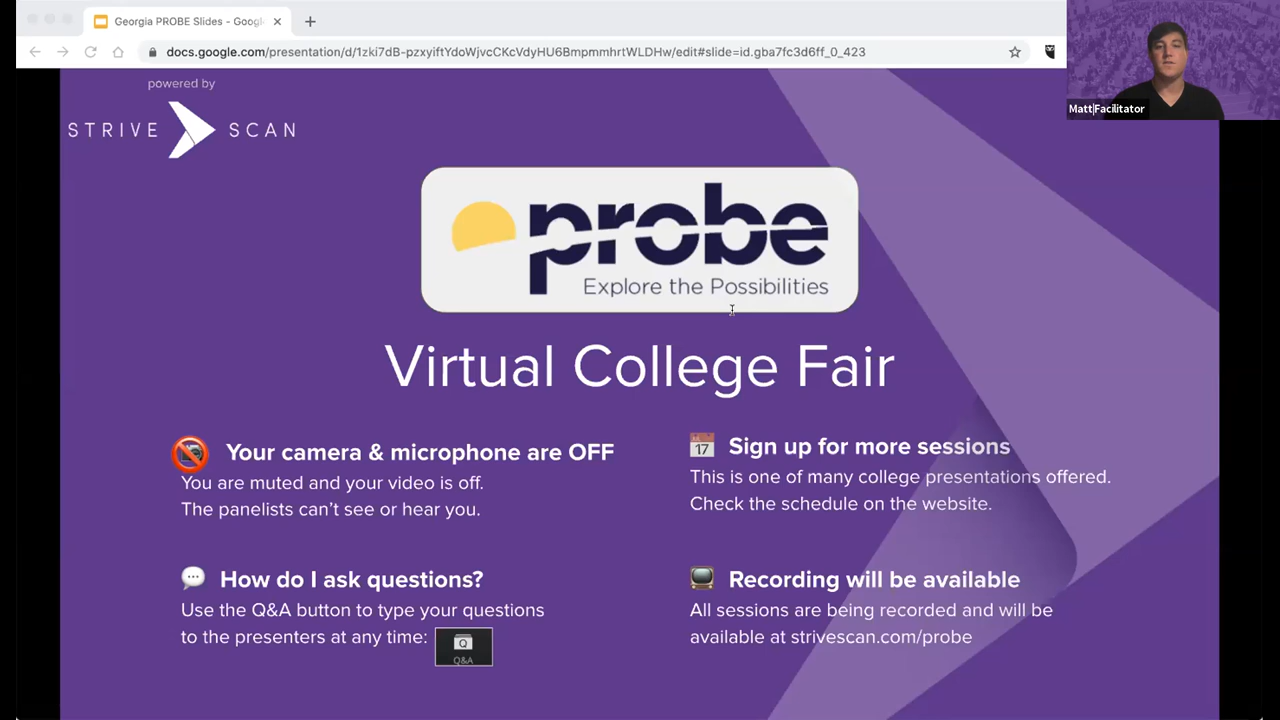 Georgia PROBE Slides - Googl
docs.google.com/presentation/d/1zki7dB-pzxyiftYdoWjvcCKcVdyHU6BmpmmhrtWLDHw/edit#slide=id.gba7fc3d6ff_0_423
Matt|Facilitator
powered by
STRIVE SCAN
probe
Explore the Possibilities
Virtual College Fair
Your camera & microphone are OFF
You are muted and your video is off.
The panelists can't see or hear you.
17 Sign up for more sessions
This is one of many college presentations offered.
Check the schedule on the website.
How do I ask questions?
Use the Q&A button to type your questions
to the presenters at any time:
Q
Q&A
Recording will be available
All sessions are being recorded and will be
available at strivescan.com/probe